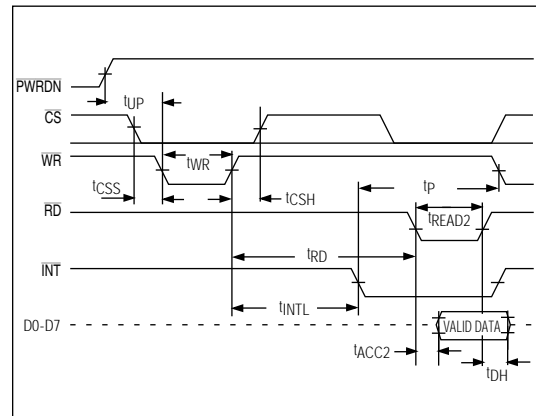 PWRDN
tUP
CS
WR
tWR
tCSS
tCSH
tP
RD
tREAD2
tRD
INT
tINTL
D0-D7
VALID DATA
tACC2
tDH